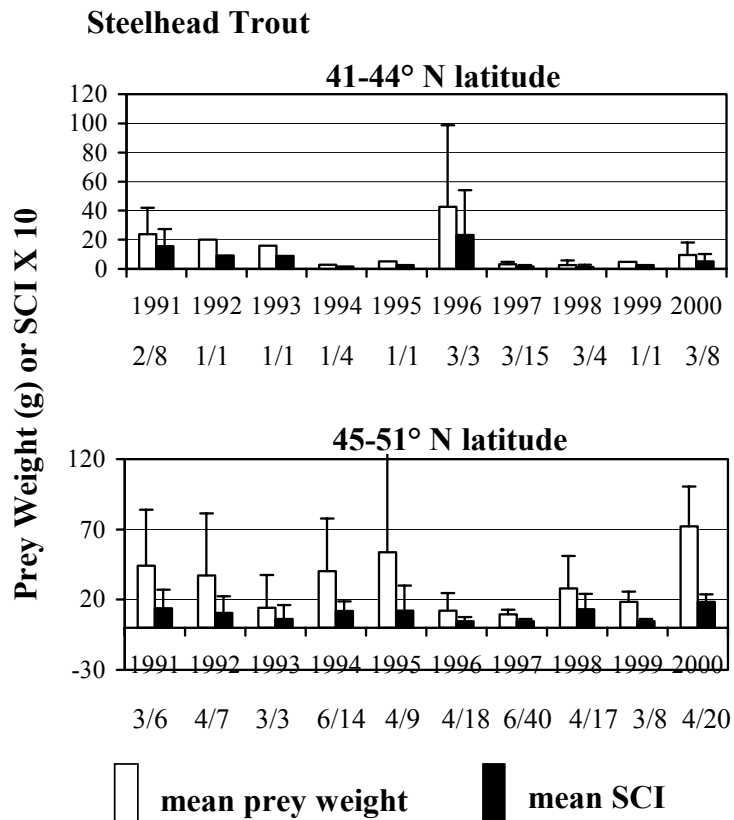 Steelhead Trout
41-44° N latitude
Prey Weight (g) or SCI X 10
120
100
80
60
40
20
0
1991 1992 1993 1994 1995 1996 1997 1998 1999 2000
2/8 1/1 1/1 1/4 1/1 3/3 3/15 3/4 1/1 3/8
45-51° N latitude
120
70
20
-30
1991 1992 1993 1994 1995 1996 1997 1998 1999 2000
3/6 4/7 3/3 6/14 4/9 4/18 6/40 4/17 3/8 4/20
mean prey weight mean SCI